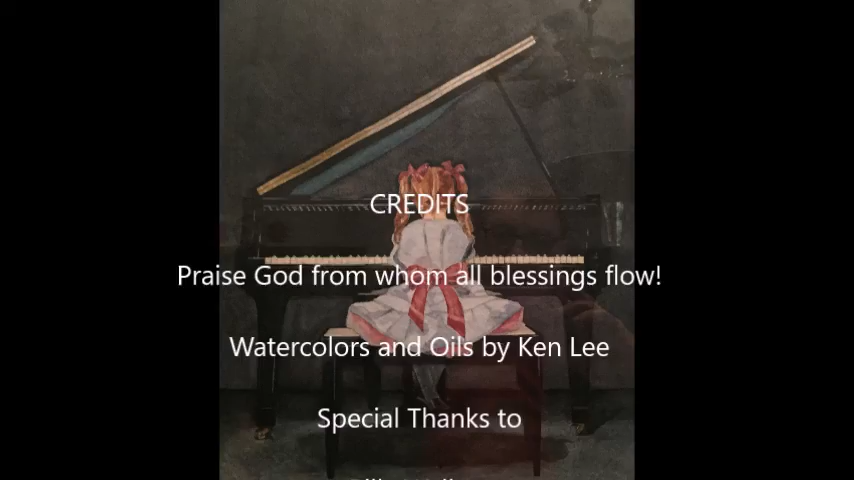 CREDITS
Praise God from whom all blessings flow!
Watercolors and Oils by Ken Lee
Special Thanks to